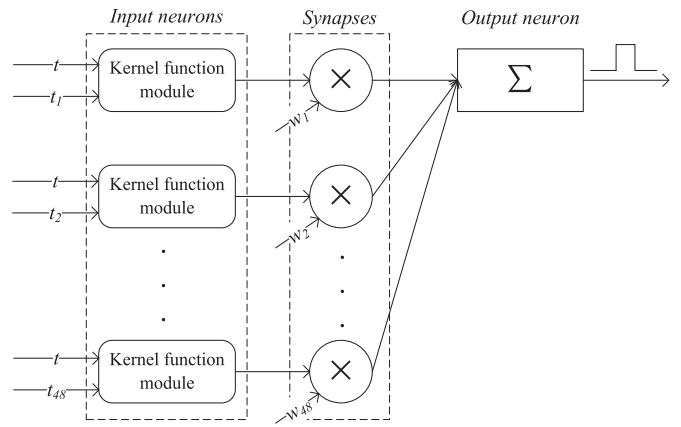 Input neurons
Synapses
Output neuron
t
t1
Kernel function
module
×
w1
Σ
t
t2
Kernel function
module
×
w2
t
t48
Kernel function
module
×
w48